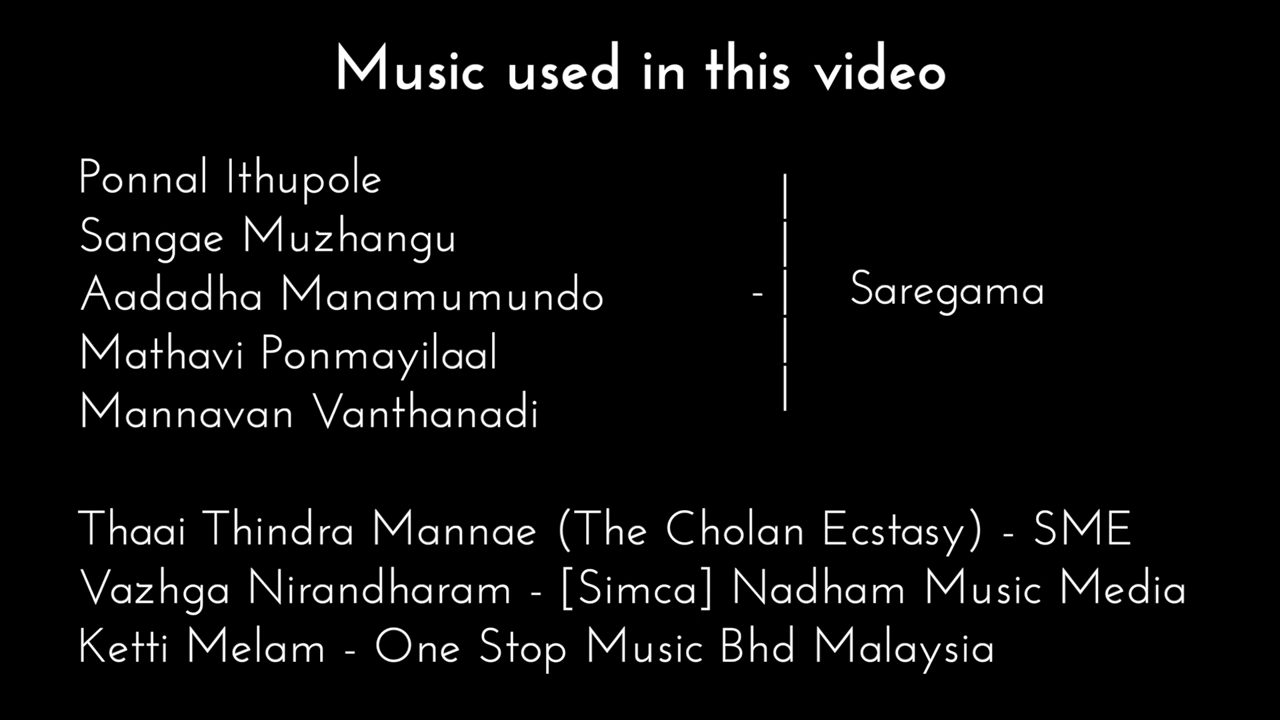 Music used in this video
Ponnal Ithupole
Sangae Muzhangu
Aadadha Manamumundo - Saregama
Mathavi Ponmayilaal
Mannavan Vanthanadi
Thaai Thindra Mannae (The Cholan Ecstasy) - SME
Vazhga Nirandharam - [Simca] Nadham Music Media
Ketti Melam - One Stop Music Bhd Malaysia